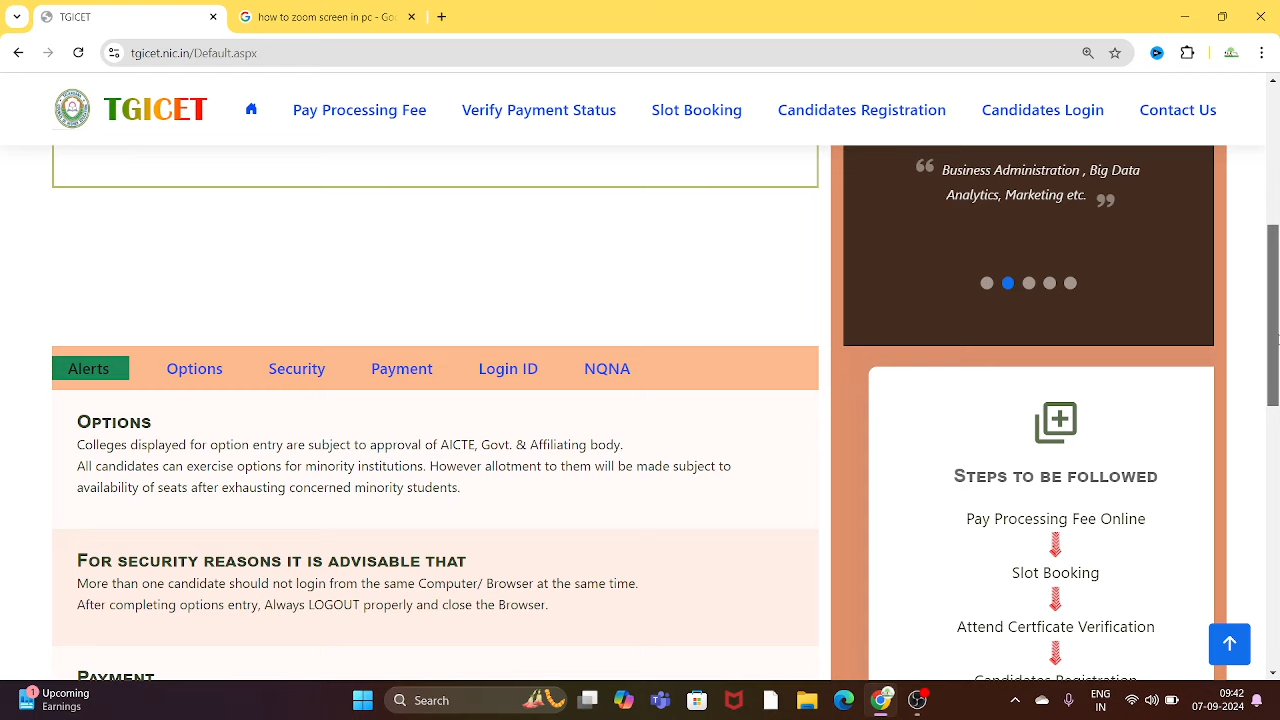 TGICET
how to zoom screen in pc - Goo
tgicet.nic.in/Default.aspx
TGICET
Pay Processing Fee
Verify Payment Status
Slot Booking
Candidates Registration
Candidates Login
Contact Us
“ Business Administration , Big Data
Analytics, Marketing etc. ”
Alerts
Options
Security
Payment
Login ID
NQNA
OPTIONS
Colleges displayed for option entry are subject to approval of AICTE, Govt. & Affiliating body.
All candidates can exercise options for minority institutions. However allotment to them will be made subject to
availability of seats after exhausting concerned minority students.
FOR SECURITY REASONS IT IS ADVISABLE THAT
More than one candidate should not login from the same Computer/ Browser at the same time.
After completing options entry, Always LOGOUT properly and close the Browser.
PAYMENT
STEPS TO BE FOLLOWED
Pay Processing Fee Online
Slot Booking
Attend Certficate Verification
Candidates Registration
1
Upcoming
Earnings
Search
ENG
IN
09:42
07-09-2024